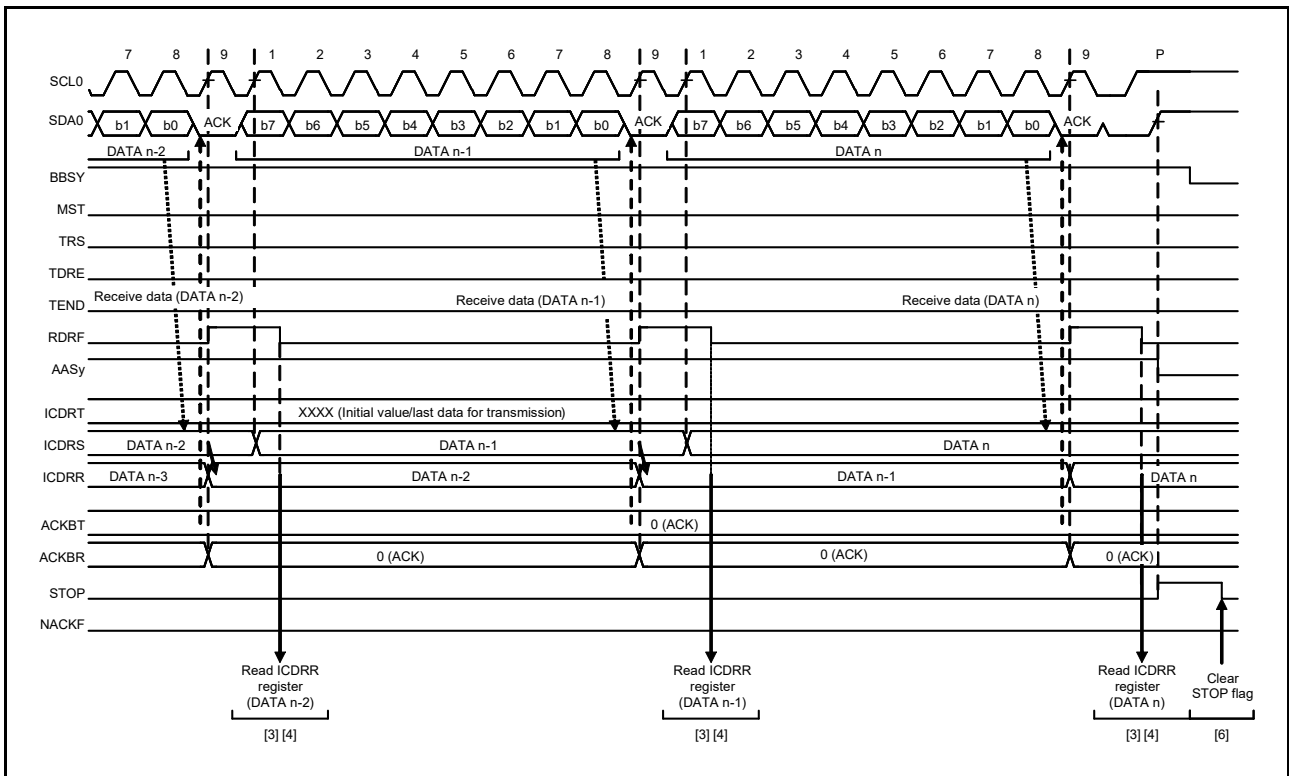 7 8 9 1 2 3 4 5 6 7 8 9 1 2 3 4 5 6 7 8 9 P
SCL0
SDA0 b1 b0 ACK b7 b6 b5 b4 b3 b2 b1 b0 ACK b7 b6 b5 b4 b3 b2 b1 b0 ACK
DATA n-2 DATA n-1 DATA n
BBSY
MST
TRS
TDRE
TEND Receive data (DATA n-2) Receive data (DATA n-1) Receive data (DATA n)
RDRF
AASy
ICDRT XXXX (Initial value/last data for transmission)
ICDRS DATA n-2 DATA n-1 DATA n
ICDRR DATA n-3 DATA n-2 DATA n-1 DATA n
ACKBT 0 (ACK)
ACKBR 0 (ACK) 0 (ACK) 0 (ACK)
STOP
NACKF
Read ICDRR
register
(DATA n-2)
[3] [4]
Read ICDRR
register
(DATA n-1)
[3] [4]
Read ICDRR
register
(DATA n)
[3] [4]
Clear
STOP flag
[6]